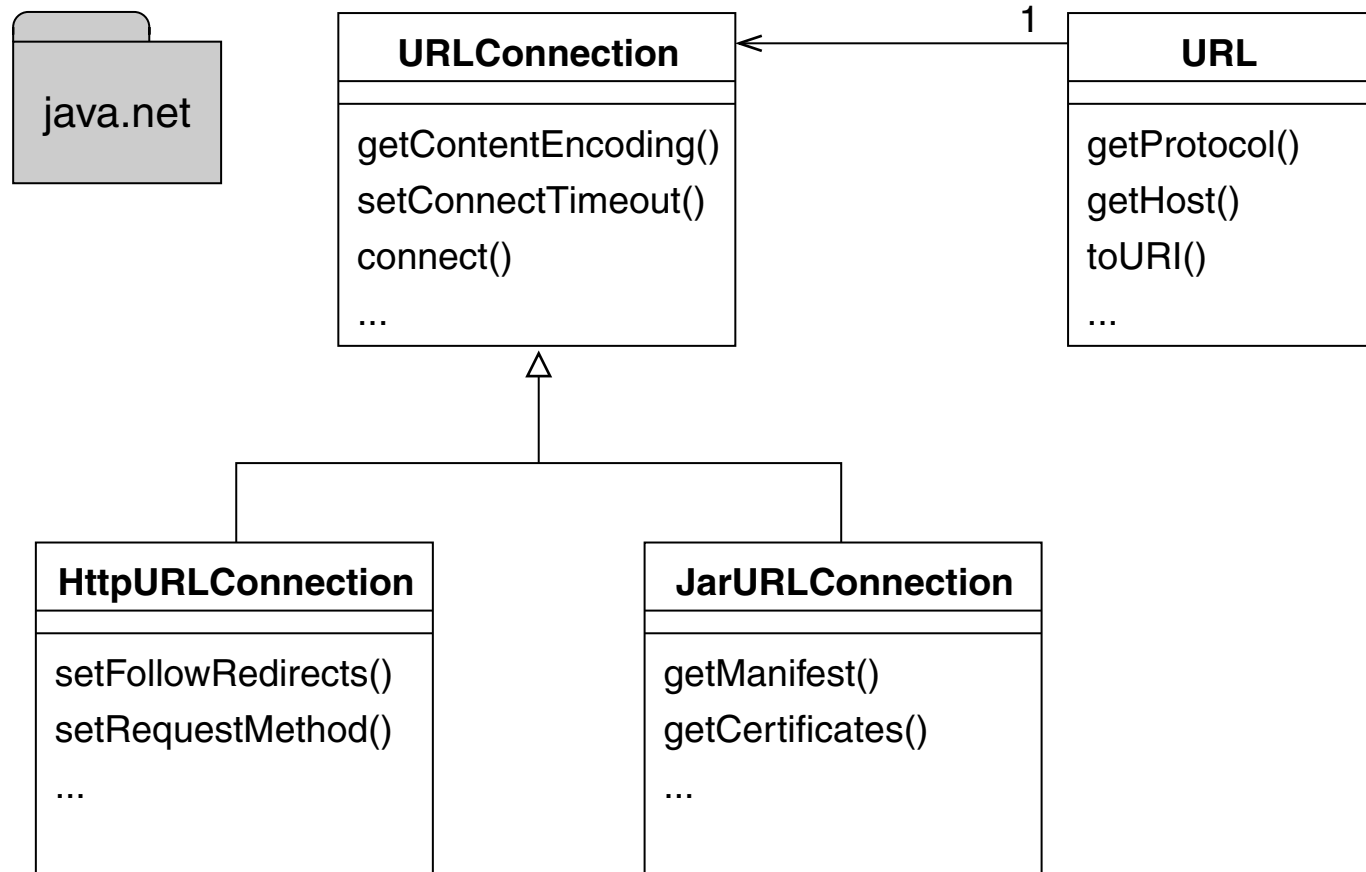 java.net
URLConnection
getContentEncoding()
setConnectTimeout()
connect()
...
1
URL
getProtocol()
getHost()
toURI()
...
HttpURLConnection
setFollowRedirects()
setRequestMethod()
...
JarURLConnection
getManifest()
getCertificates()
...